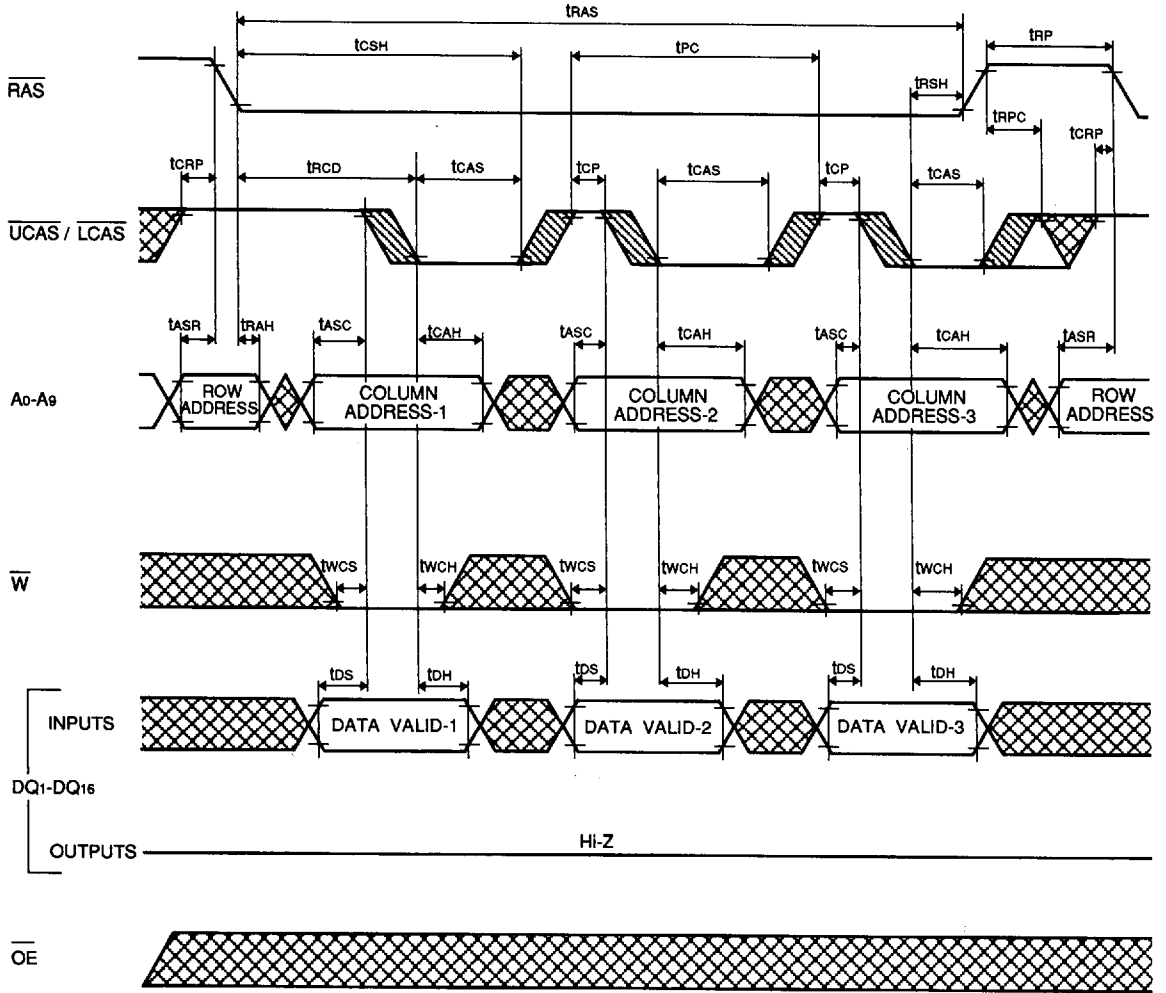 tRAS
tCSH tPC tRP
RAS tRSH
tRPC
tCRP tRCD tCAS tCP tCAS tCP tCAS tCRP
UCAS / LCAS
tASR tRAH tASC tCAH tASC tCAH tASC tCAH tASR
A0-A9 ROW ADDRESS COLUMN ADDRESS-1 COLUMN ADDRESS-2 COLUMN ADDRESS-3 ROW ADDRESS
W tWCS tWCH tWCS tWCH tWCS tWCH
tDS tDH tDS tDH tDS tDH
INPUTS DATA VALID-1 DATA VALID-2 DATA VALID-3
DQ1-DQ16
OUTPUTS Hi-Z
OE